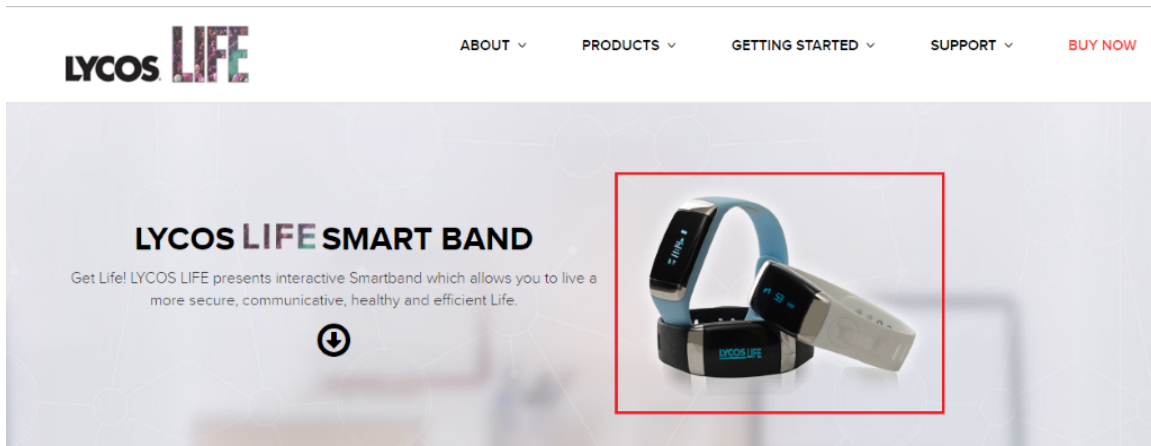 LYCOS LIFE
ABOUT PRODUCTS GETTING STARTED SUPPORT BUY NOW
LYCOS LIFE SMART BAND
Get Life! LYCOS LIFE presents interactive Smartband which allows you to live a
more secure, communicative, healthy and efficient Life.
LYCOS LIFE